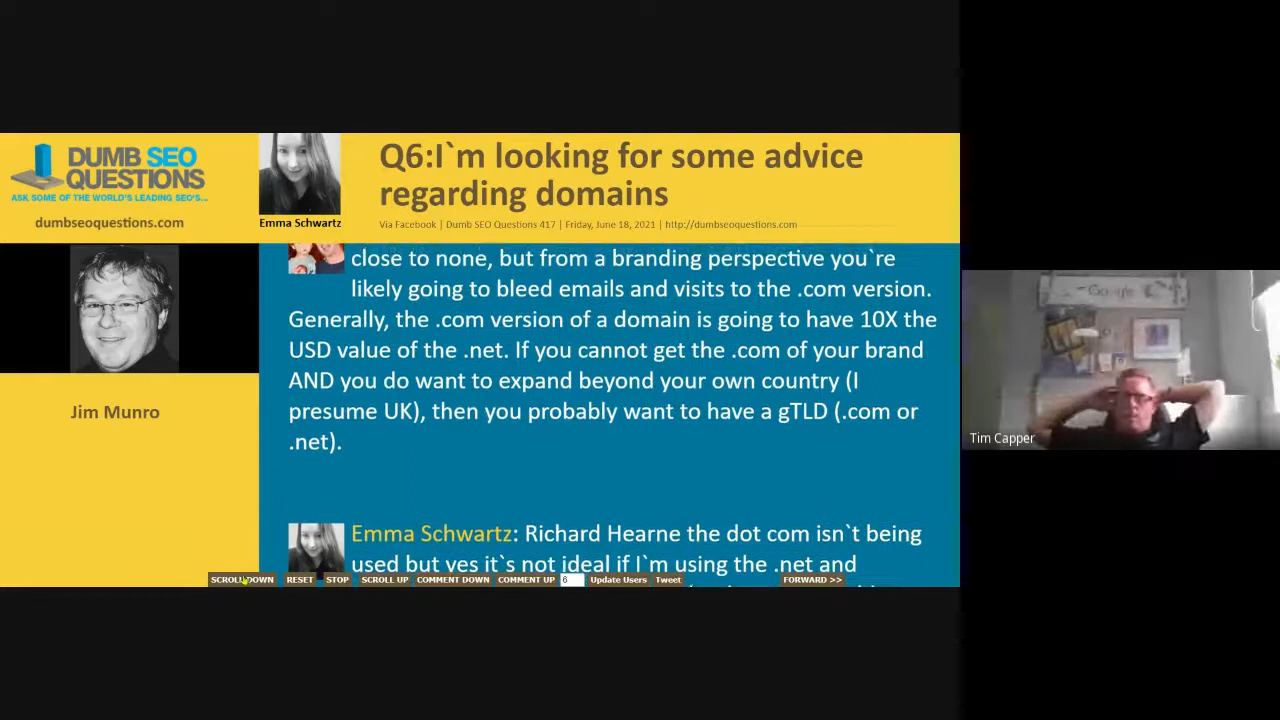 DUMB SEO
QUESTIONS
ASK SOME OF THE WORLD'S LEADING SEO'S...
dumbseoquestions.com
Emma Schwartz
Q6:I`m looking for some advice
regarding domains
Via Facebook | Dumb SEO Questions 417 | Friday, June 18, 2021 | http://dumbseoquestions.com
Jim Munro
close to none, but from a branding perspective you`re
likely going to bleed emails and visits to the .com version.
Generally, the .com version of a domain is going to have 10X the
USD value of the .net. If you cannot get the .com of your brand
AND you do want to expand beyond your own country (I
presume UK), then you probably want to have a gTLD (.com or
.net).
Emma Schwartz: Richard Hearne the dot com isn`t being
used but yes it`s not ideal if I`m using the .net and
SCROLL DOWN RESET STOP SCROLL UP COMMENT DOWN COMMENT UP 6 Update Users Tweet FORWARD >>
Google
Tim Capper